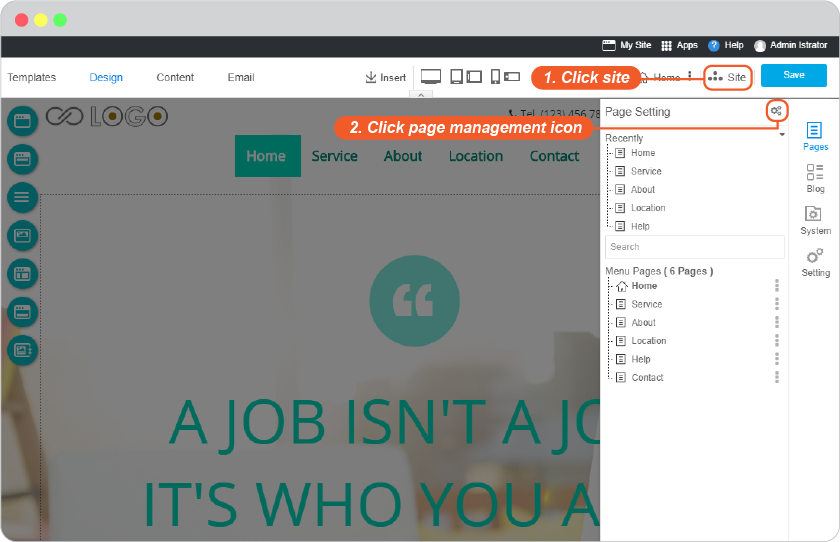 My Site Apps ? Help Admin Istrator
Templates Design Content Email Insert 1. Click site Home Site Save
LOGO
Tel. (123) 456 78
Page Setting
2. Click page management icon
Home Service About Location Contact
Recently
Home
Service
About
Location
Help
Search
Menu Pages ( 6 Pages )
Home
Service
About
Location
Help
Contact
Pages
Blog
System
Setting
A JOB ISN'T A JO
IT'S WHO YOU A